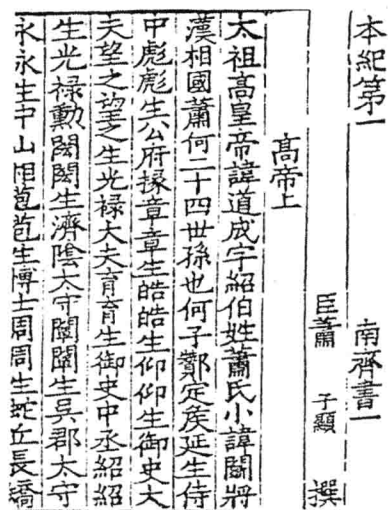 本紀第一 南齊書一
臣蕭 子顯 撰
髙帝上
太祖髙皇帝諱道成字紹伯姓蕭氏小諱闘將
漢相國蕭何二十四世孫也何子酇定矦延生侍
中彪彪生公府掾章章生皓皓生仰仰生御史大
夫望之望之生光禄大夫育育生御史中丞紹紹
生光禄勳閎閎生濟陰太守闡闡生吳郡太守
永永生中山相苞苞生博士周周生蛇丘長矯